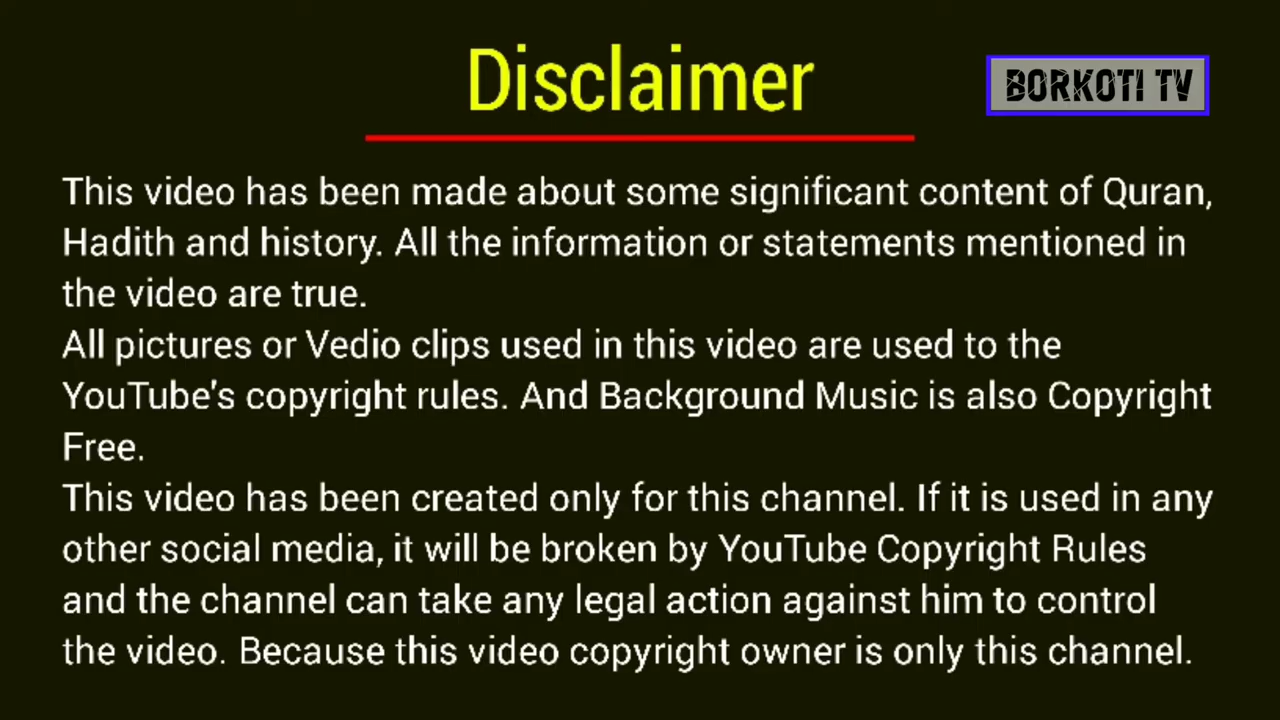 Disclaimer
BORKOTI TV
This video has been made about some significant content of Quran,
Hadith and history. All the information or statements mentioned in
the video are true.
All pictures or Vedio clips used in this video are used to the
YouTube's copyright rules. And Background Music is also Copyright
Free.
This video has been created only for this channel. If it is used in any
other social media, it will be broken by YouTube Copyright Rules
and the channel can take any legal action against him to control
the video. Because this video copyright owner is only this channel.